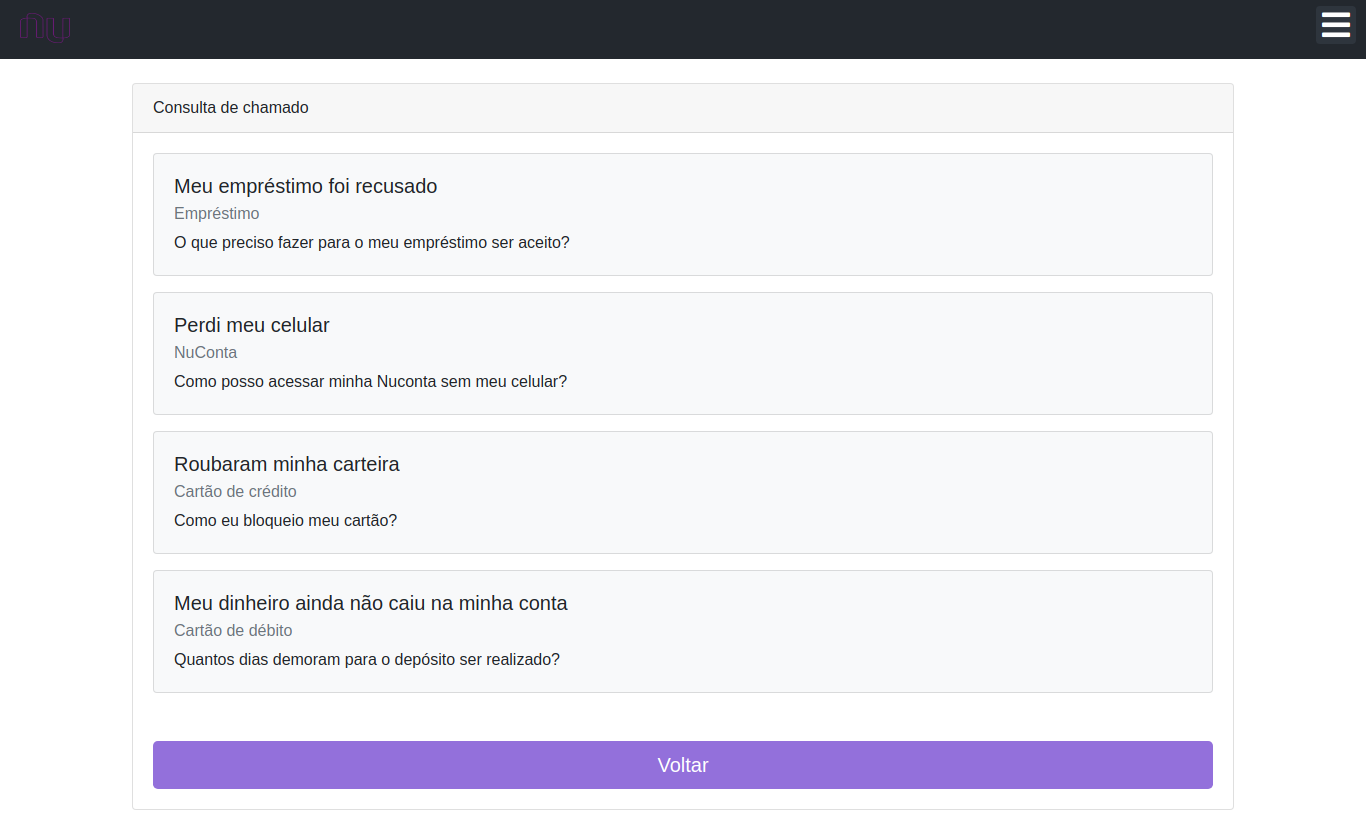 nu
Consulta de chamado
Meu empréstimo foi recusado
Empréstimo
O que preciso fazer para o meu empréstimo ser aceito?
Perdi meu celular
NuConta
Como posso acessar minha Nuconta sem meu celular?
Roubaram minha carteira
Cartão de crédito
Como eu bloqueio meu cartão?
Meu dinheiro ainda não caiu na minha conta
Cartão de débito
Quantos dias demoram para o depósito ser realizado?
Voltar